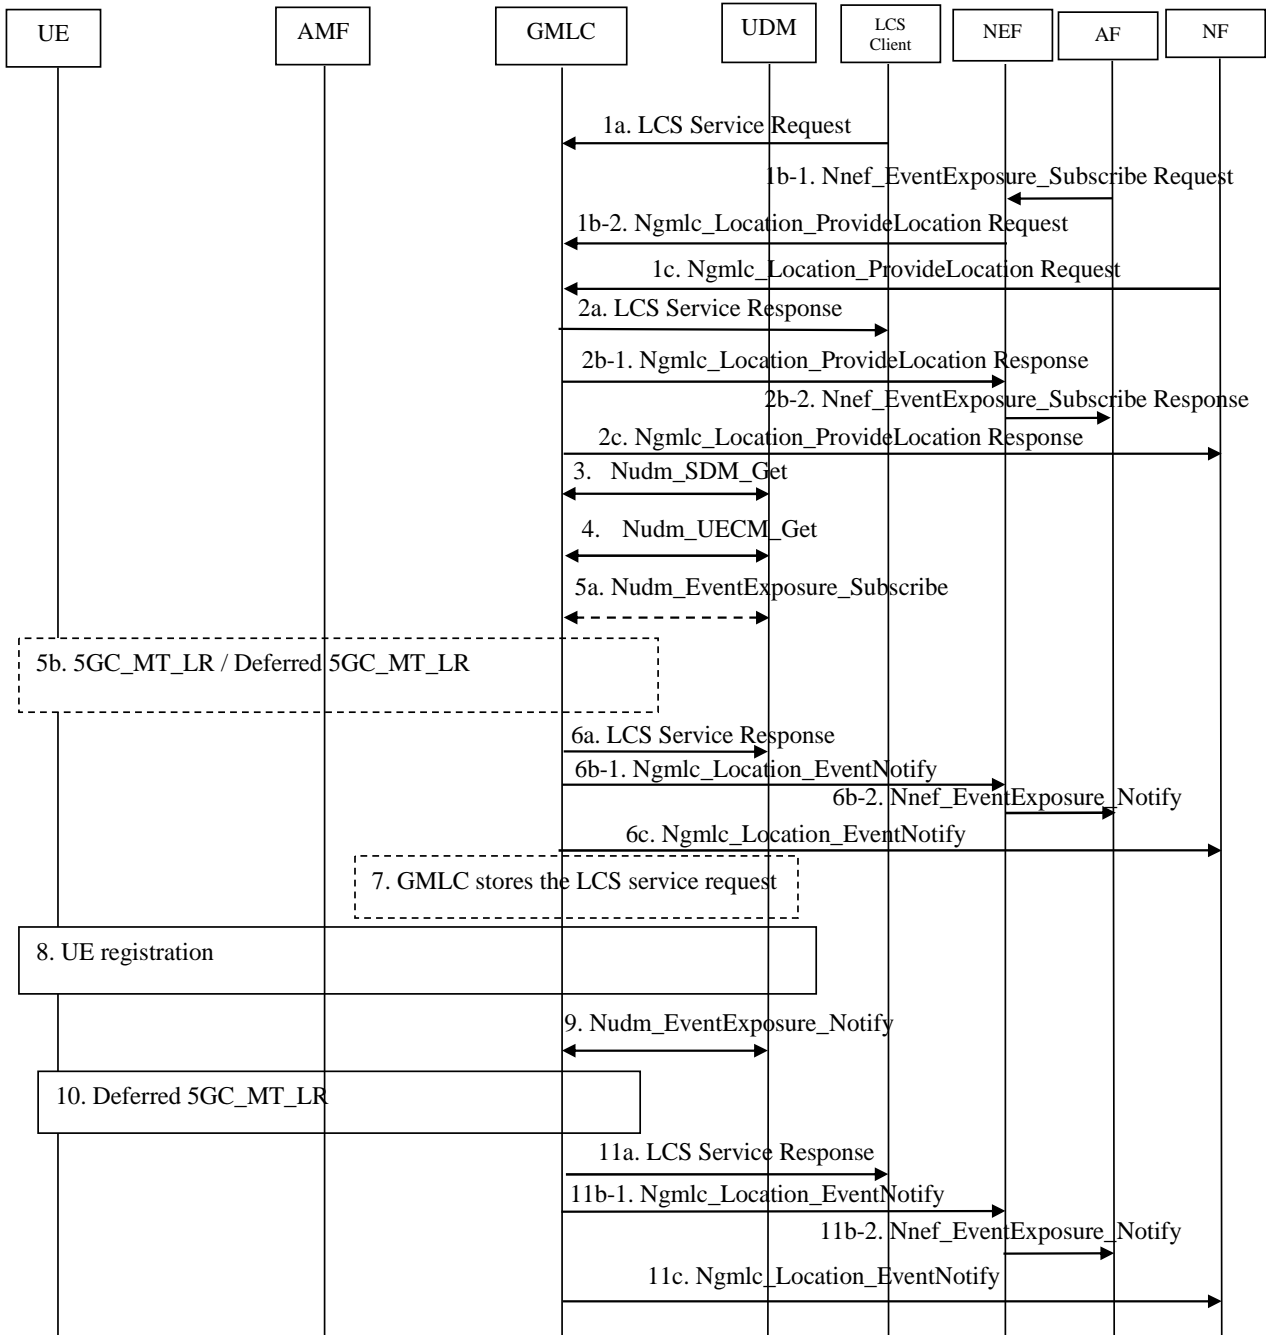 UE
AMF
GMLC
UDM
LCS
Client
NEF
AF
NF
1a. LCS Service Request
1b-1. Nnef_EventExposure_Subscribe Request
1b-2. Ngmlc_Location_ProvideLocation Request
1c. Ngmlc_Location_ProvideLocation Request
2a. LCS Service Response
2b-1. Ngmlc_Location_ProvideLocation Response
2b-2. Nnef_EventExposure_Subscribe Response
2c. Ngmlc_Location_ProvideLocation Response
3. Nudm_SDM_Get
4. Nudm_UECM_Get
5a. Nudm_EventExposure_Subscribe
5b. 5GC_MT_LR / Deferred 5GC_MT_LR
6a. LCS Service Response
6b-1. Ngmlc_Location_EventNotify
6b-2. Nnef_EventExposure_Notify
6c. Ngmlc_Location_EventNotify
7. GMLC stores the LCS service request
8. UE registration
9. Nudm_EventExposure_Notify
10. Deferred 5GC_MT_LR
11a. LCS Service Response
11b-1. Ngmlc_Location_EventNotify
11b-2. Nnef_EventExposure_Notify
11c. Ngmlc_Location_EventNotify